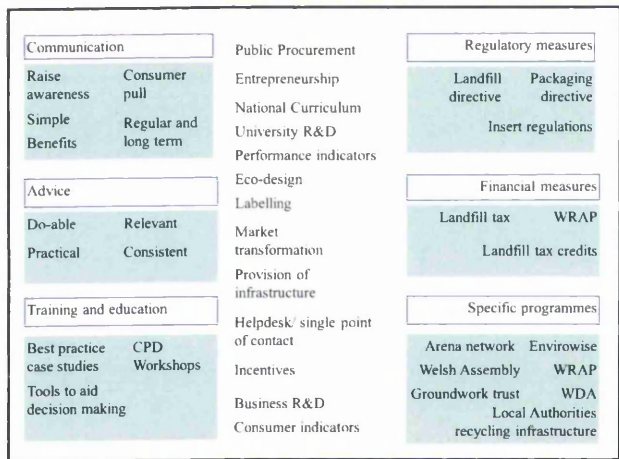 Communication
Raise awareness
Consumer pull
Simple
Benefits
Regular and long term
Advice
Do-able
Relevant
Practical
Consistent
Training and education
Best practice case studies
CPD
Workshops
Tools to aid decision making
Public Procurement
Entrepreneurship
National Curriculum
University R&D
Performance indicators
Eco-design
Labelling
Market
transformation
Provision of
infrastructure
Helpdesk/ single point
of contact
Incentives
Business R&D
Consumer indicators
Regulatory measures
Landfill directive
Packaging directive
Insert regulations
Financial measures
Landfill tax
WRAP
Landfill tax credits
Specific programmes
Arena network
Envirowise
Welsh Assembly
WRAP
Groundwork trust
WDA
Local Authorities
recycling infrastructure